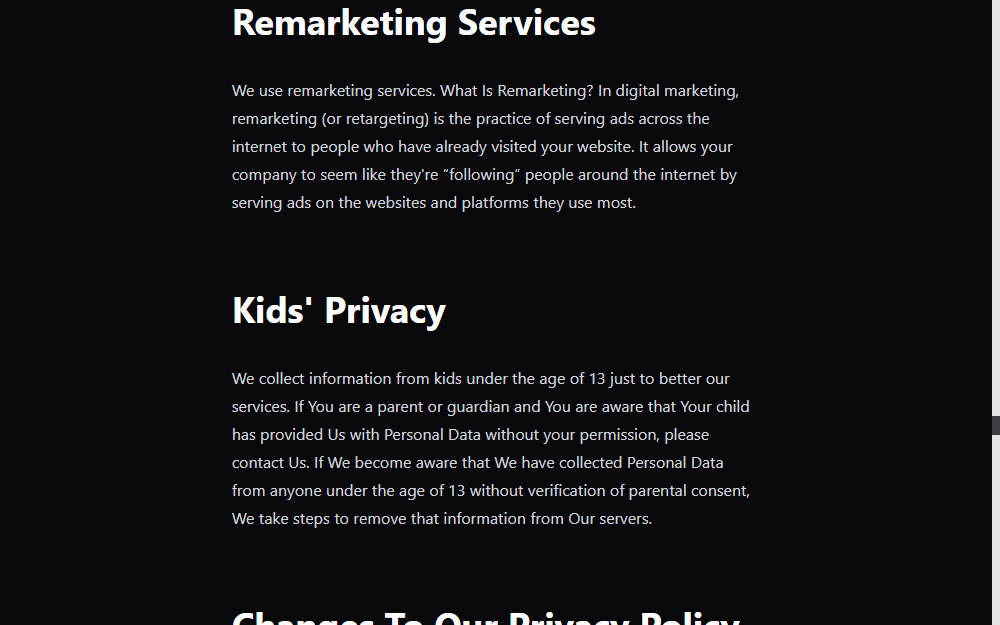 Remarketing Services
We use remarketing services. What Is Remarketing? In digital marketing,
remarketing (or retargeting) is the practice of serving ads across the
internet to people who have already visited your website. It allows your
company to seem like they're “following” people around the internet by
serving ads on the websites and platforms they use most.
Kids' Privacy
We collect information from kids under the age of 13 just to better our
services. If You are a parent or guardian and You are aware that Your child
has provided Us with Personal Data without your permission, please
contact Us. If We become aware that We have collected Personal Data
from anyone under the age of 13 without verification of parental consent,
We take steps to remove that information from Our servers.
Changes To Our Privacy Policy